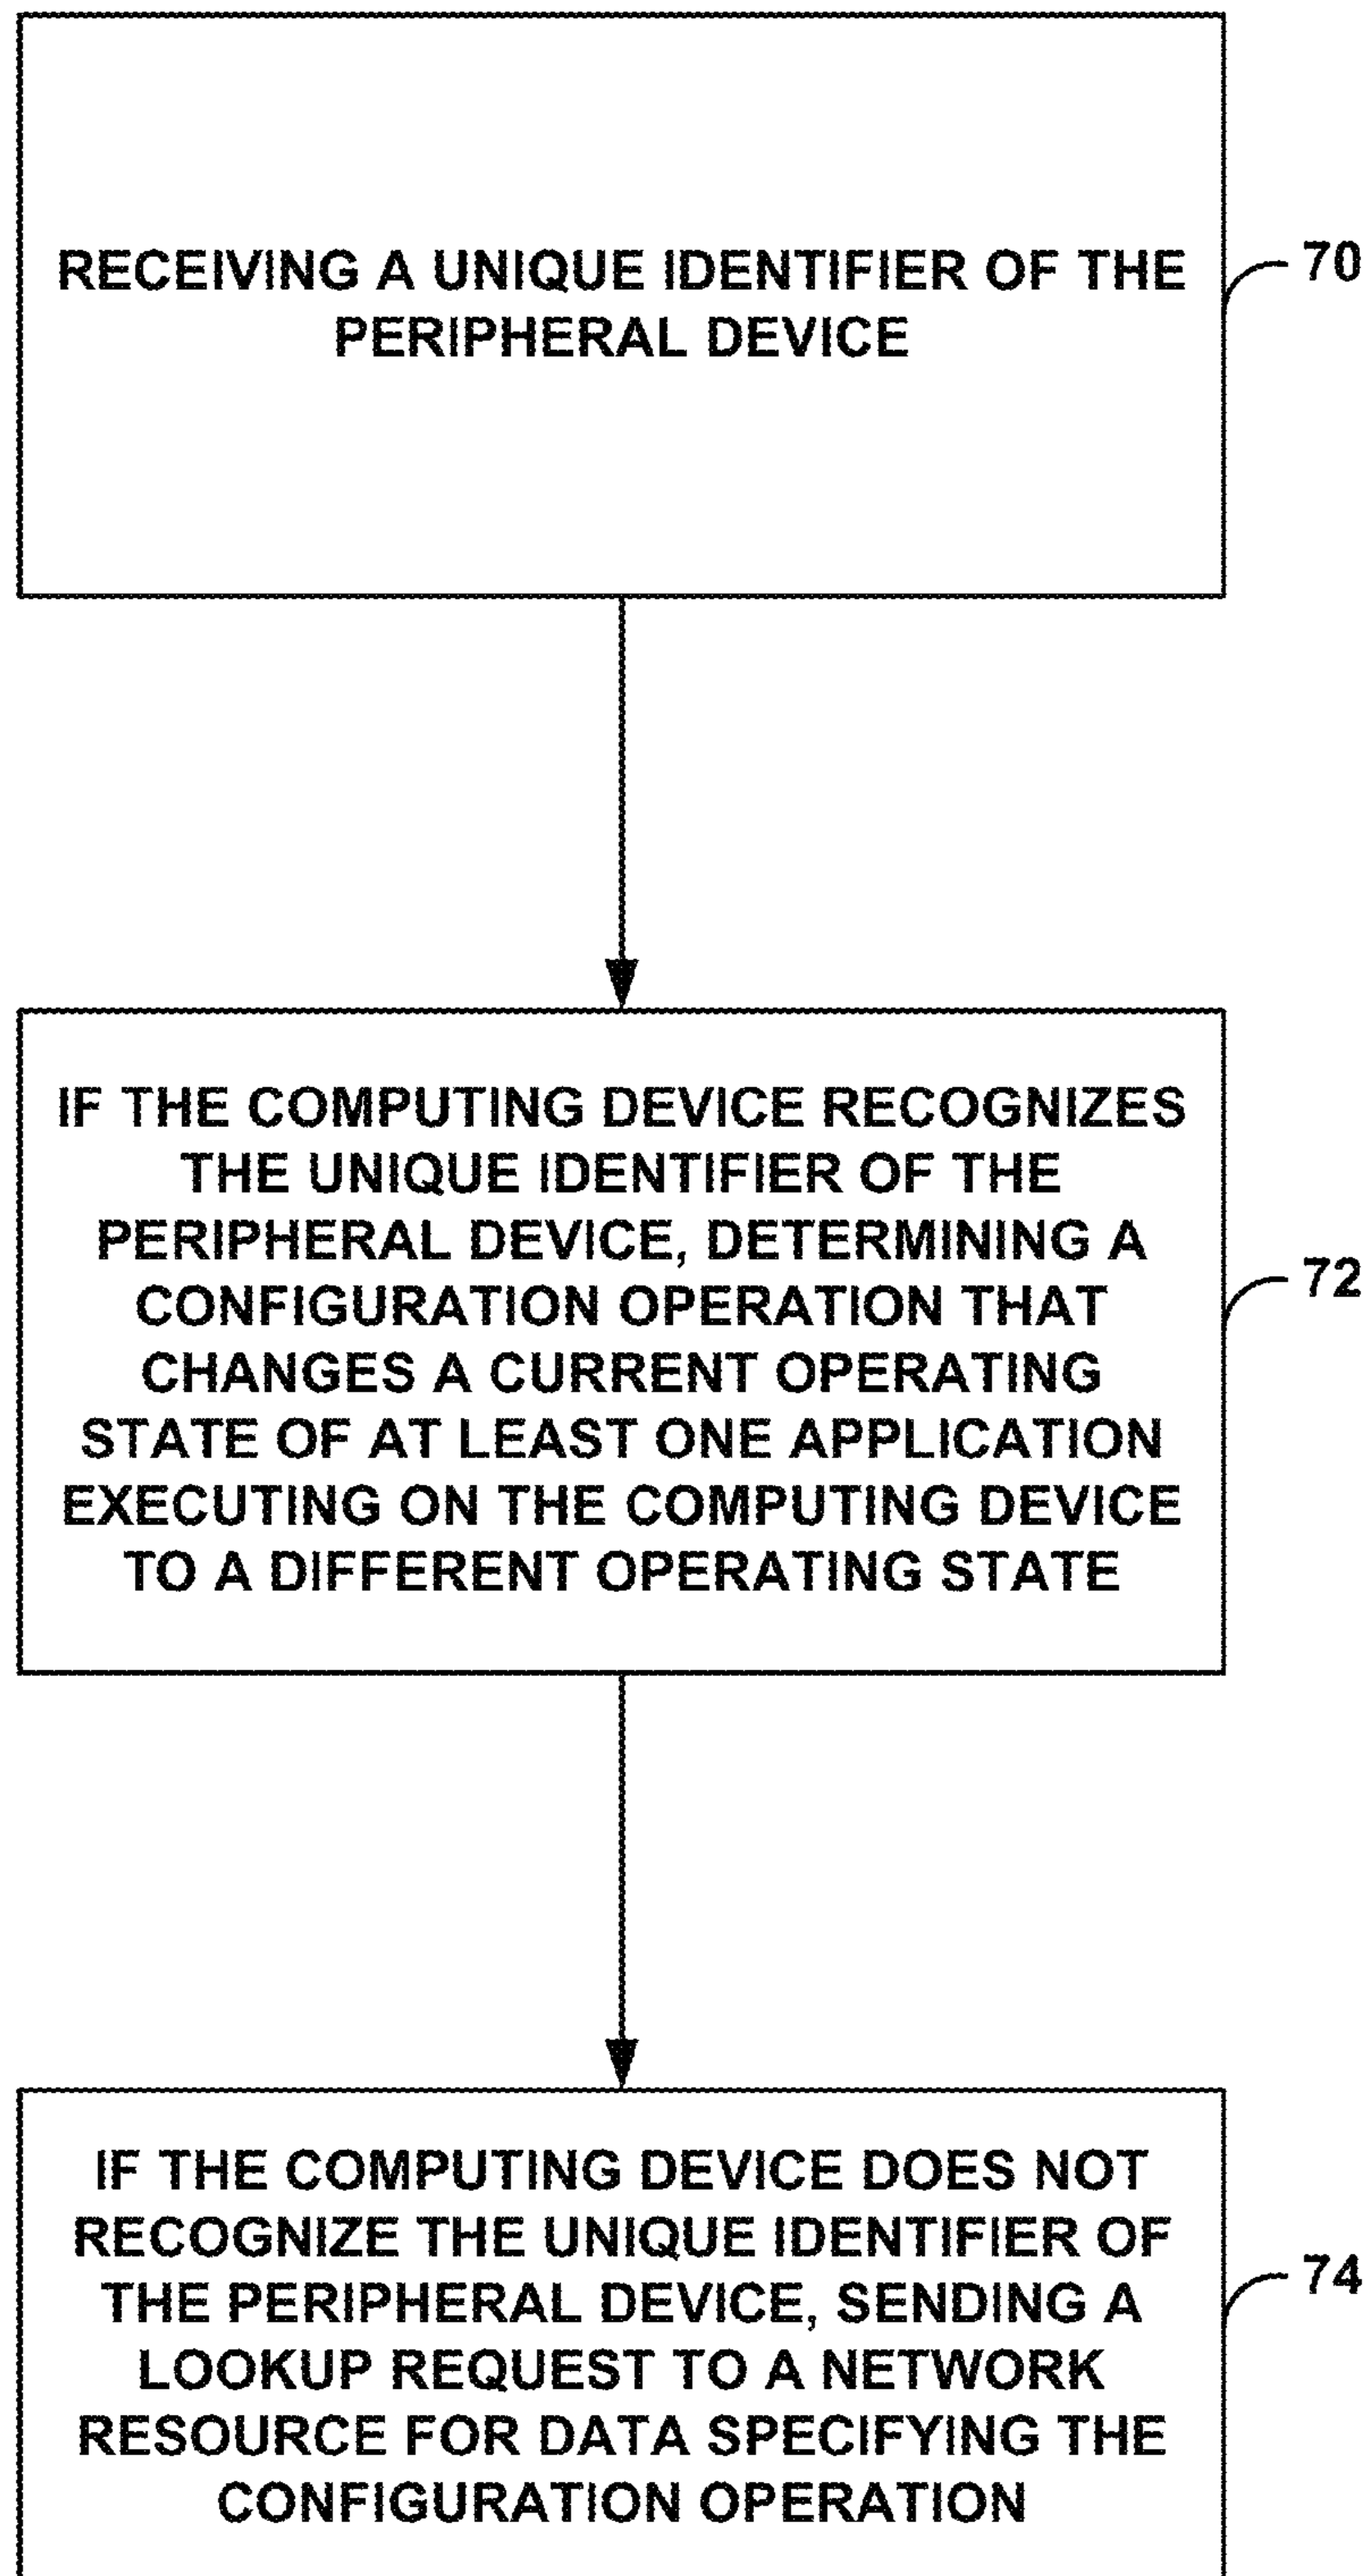 RECEIVING A UNIQUE IDENTIFIER OF THE
PERIPHERAL DEVICE
70
IF THE COMPUTING DEVICE RECOGNIZES
THE UNIQUE IDENTIFIER OF THE
PERIPHERAL DEVICE, DETERMINING A
CONFIGURATION OPERATION THAT
CHANGES A CURRENT OPERATING
STATE OF AT LEAST ONE APPLICATION
EXECUTING ON THE COMPUTING DEVICE
TO A DIFFERENT OPERATING STATE
72
IF THE COMPUTING DEVICE DOES NOT
RECOGNIZE THE UNIQUE IDENTIFIER OF
THE PERIPHERAL DEVICE, SENDING A
LOOKUP REQUEST TO A NETWORK
RESOURCE FOR DATA SPECIFYING THE
CONFIGURATION OPERATION
74